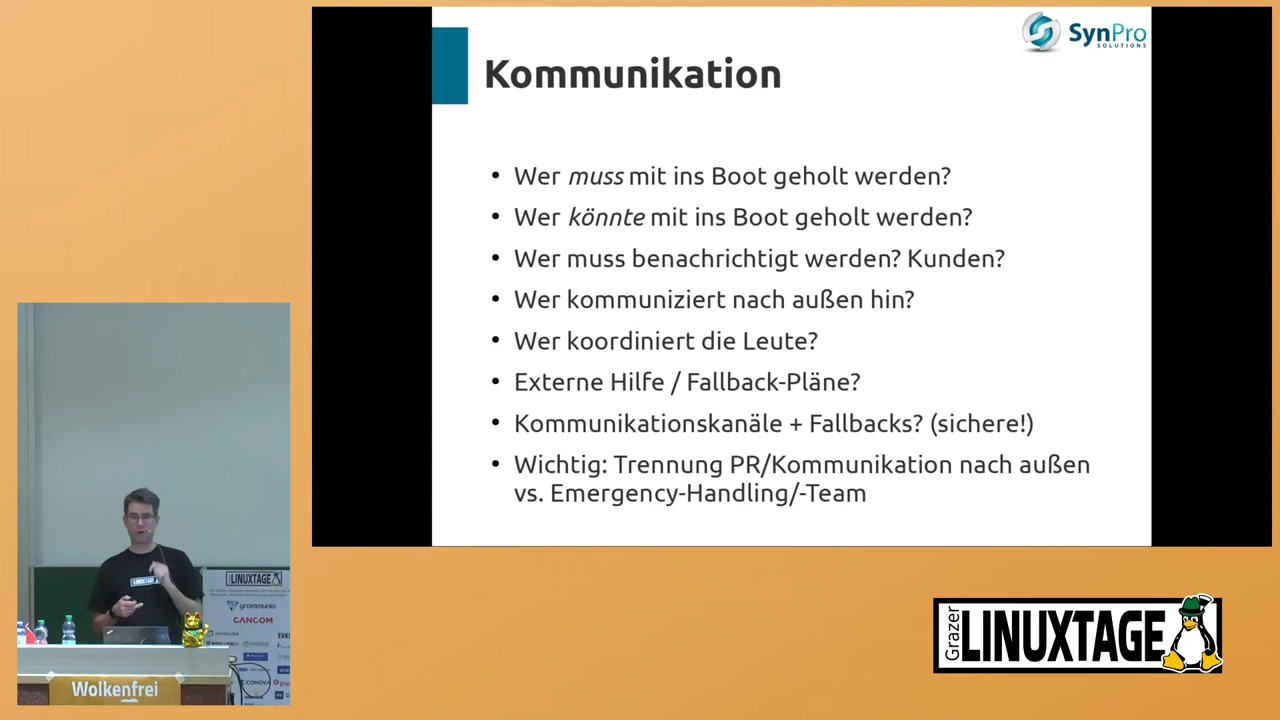 SynPro
SOLUTIONS
Kommunikation
• Wer muss mit ins Boot geholt werden?
• Wer könnte mit ins Boot geholt werden?
• Wer muss benachrichtigt werden? Kunden?
• Wer kommuniziert nach außen hin?
• Wer koordiniert die Leute?
• Externe Hilfe / Fallback-Pläne?
• Kommunikationskanäle + Fallbacks? (sichere!)
• Wichtig: Trennung PR/Kommunikation nach außen
vs. Emergency-Handling/-Team
LINUXTAGE
LINUXTAGE
grommunio
CANCOM
Wolkenfrei
Grazer
LINUXTAGE